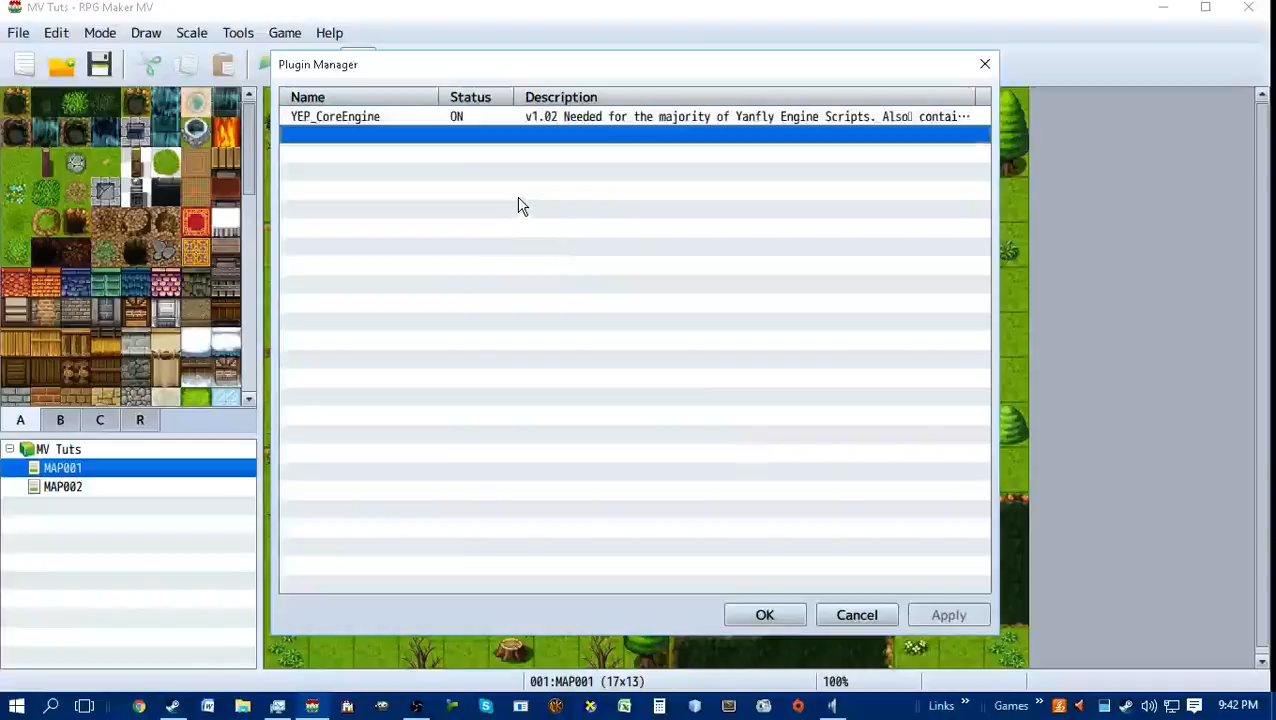 MV Tuts - RPG Maker MV
File Edit Mode Draw Scale Tools Game Help
Plugin Manager
Name Status Description
YEP_CoreEngine ON v1.02 Needed for the majority of Yanfly Engine Scripts. Also▯ contai…
A B C R
MV Tuts
MAP001
MAP002
OK Cancel Apply
001:MAP001 (17x13) 100%
Links » Games » 9:42 PM